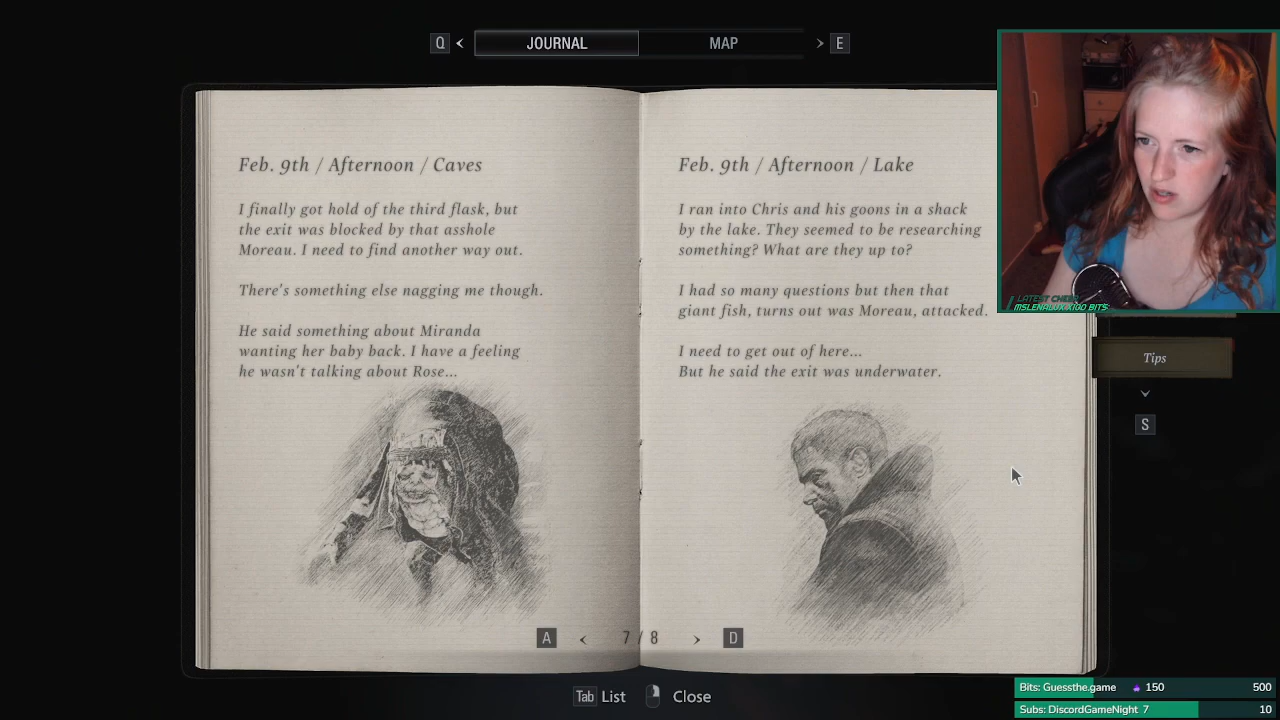 Q
JOURNAL
MAP
E
Feb. 9th / Afternoon / Caves
I finally got hold of the third flask, but
the exit was blocked by that asshole
Moreau. I need to find another way out.
There's something else nagging me though.
He said something about Miranda
wanting her baby back. I have a feeling
he wasn't talking about Rose...
Feb. 9th / Afternoon / Lake
I ran into Chris and his goons in a shack
by the lake. They seemed to be researching
something? What are they up to?
I had so many questions but then that
giant fish, turns out was Moreau, attacked.
I need to get out of here...
But he said the exit was underwater.
A
7 / 8
D
Tab List
Close
LATEST CHEER
MSLENALUX X100 BITS
Tips
S
Bits: Guessthe.game 150 500
Subs: DiscordGameNight 7 10